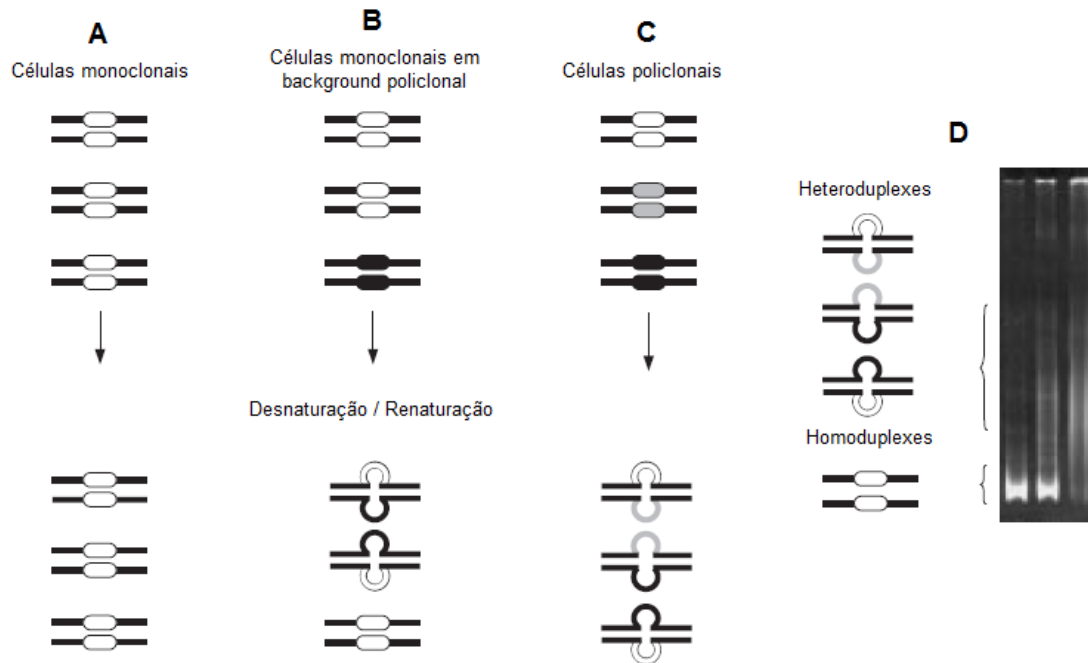 A
Células monoclonais
B
Células monoclonais em
background policlonal
C
Células policlonais
D
Heteroduplexes
Desnaturação / Renaturação
Homoduplexes